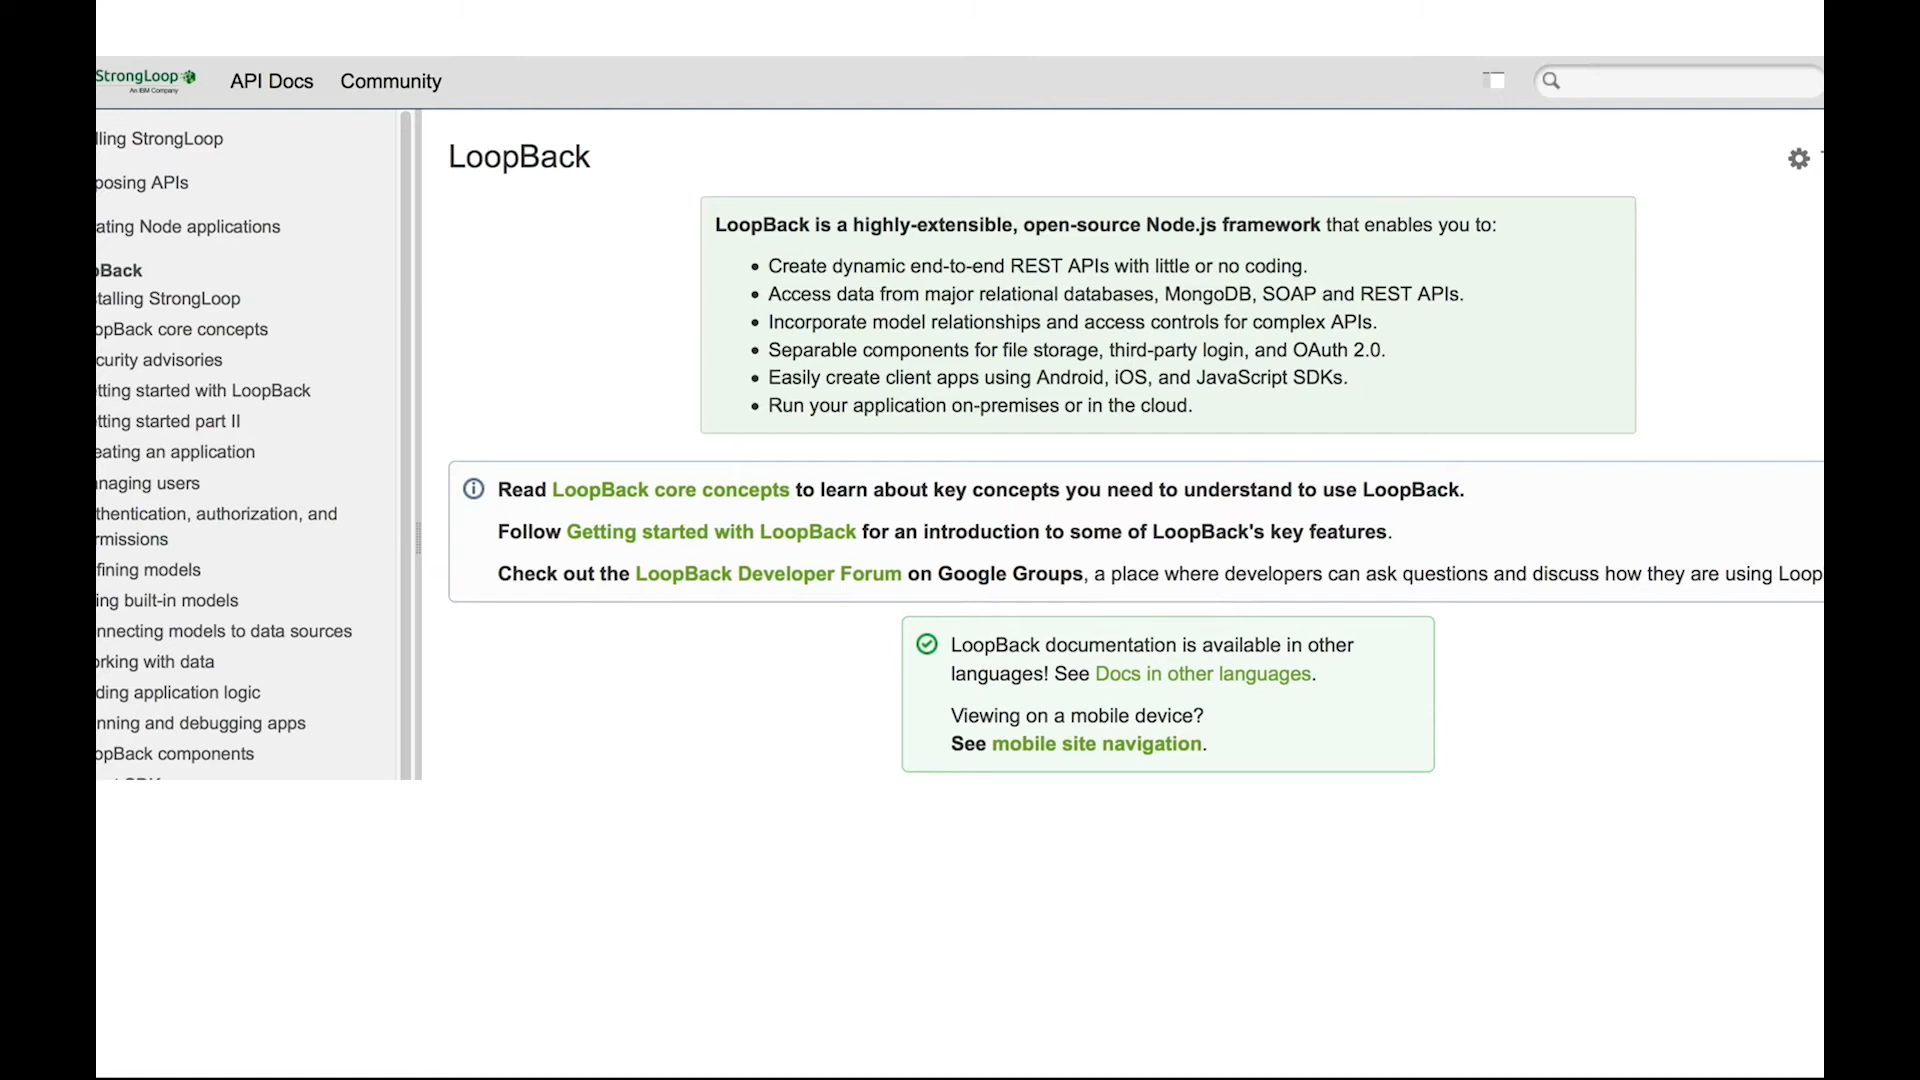 StrongLoop
An IBM Company
API Docs Community
lling StrongLoop
posing APIs
ating Node applications
pBack
stalling StrongLoop
opBack core concepts
curity advisories
etting started with LoopBack
etting started part II
eating an application
anaging users
thentication, authorization, and
rmissions
fining models
ing built-in models
nnecting models to data sources
orking with data
ding application logic
nning and debugging apps
opBack components
LoopBack
LoopBack is a highly-extensible, open-source Node.js framework that enables you to:
• Create dynamic end-to-end REST APIs with little or no coding.
• Access data from major relational databases, MongoDB, SOAP and REST APIs.
• Incorporate model relationships and access controls for complex APIs.
• Separable components for file storage, third-party login, and OAuth 2.0.
• Easily create client apps using Android, iOS, and JavaScript SDKs.
• Run your application on-premises or in the cloud.
Read LoopBack core concepts to learn about key concepts you need to understand to use LoopBack.
Follow Getting started with LoopBack for an introduction to some of LoopBack's key features.
Check out the LoopBack Developer Forum on Google Groups, a place where developers can ask questions and discuss how they are using Loop
LoopBack documentation is available in other
languages! See Docs in other languages.
Viewing on a mobile device?
See mobile site navigation.